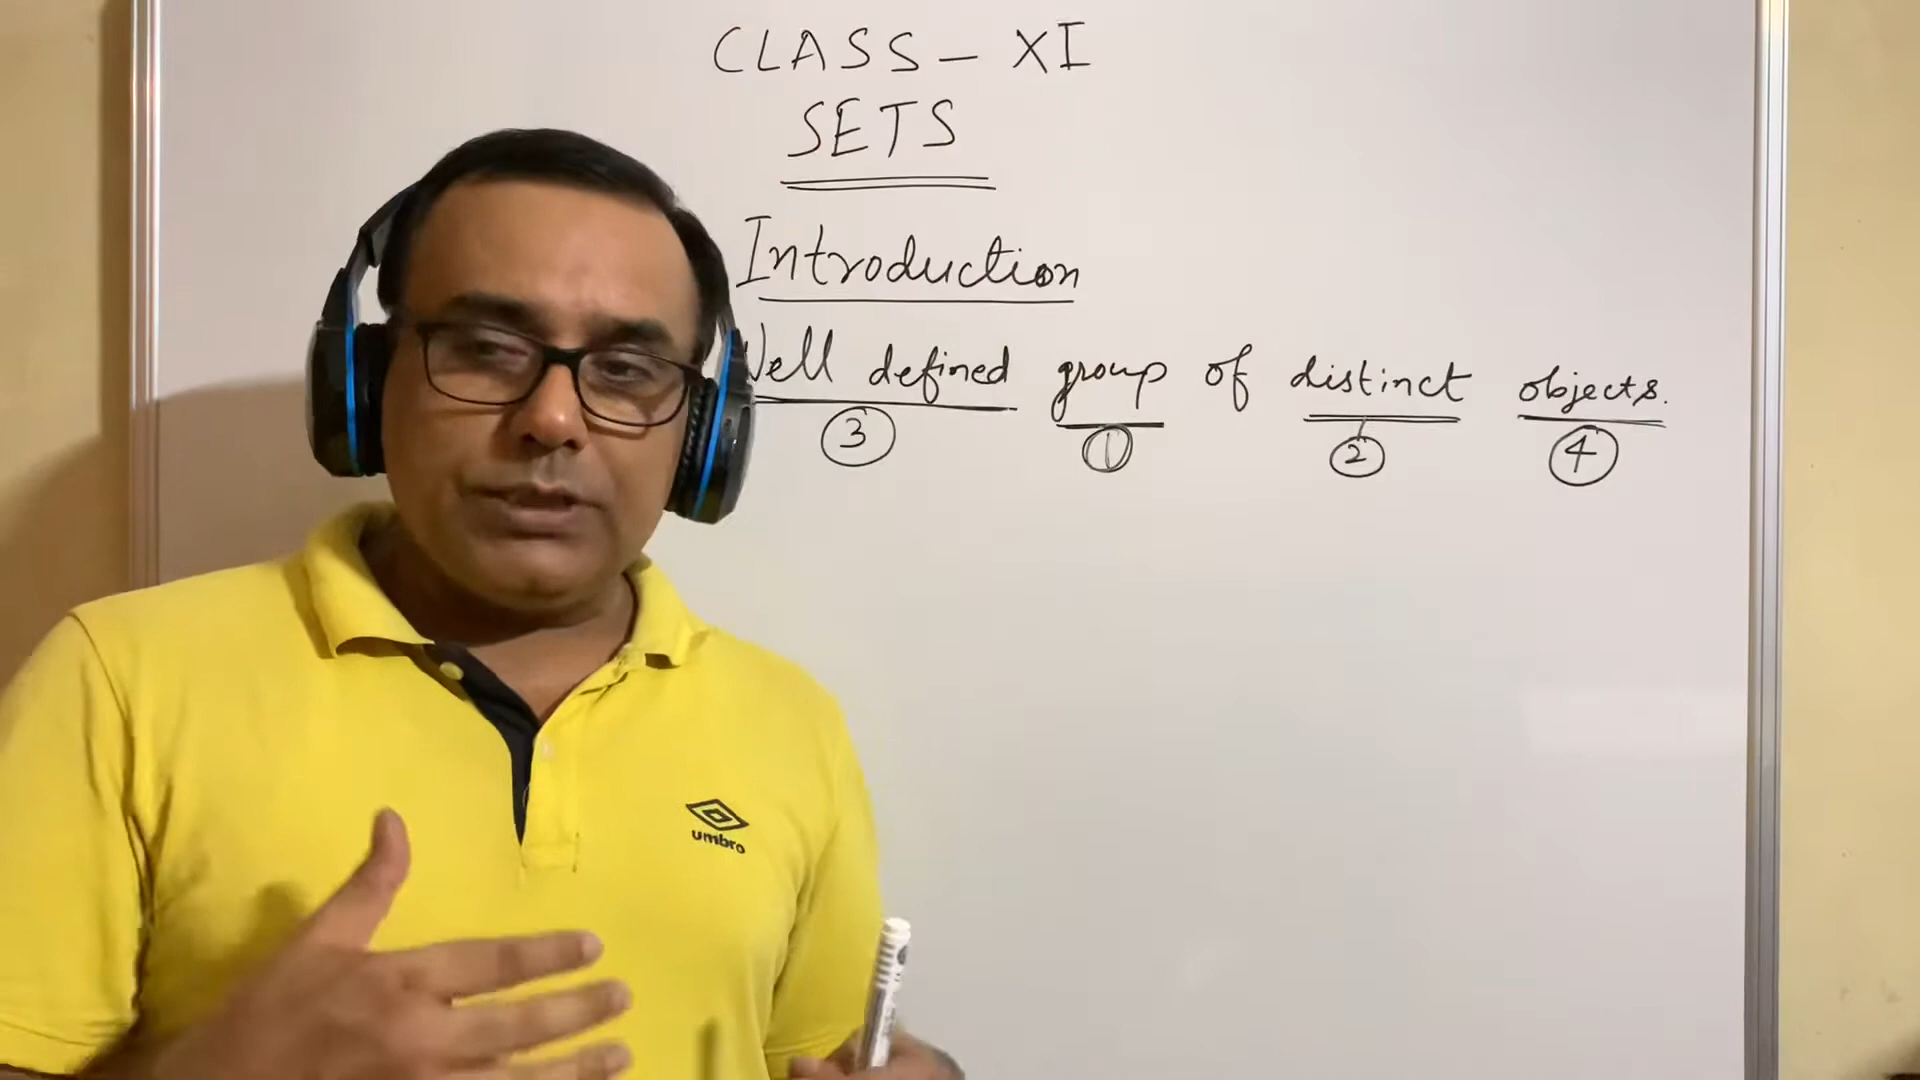 CLASS – XI
SETS
Introduction
Well defined group of distinct objects.
3 1 2 4
umbro